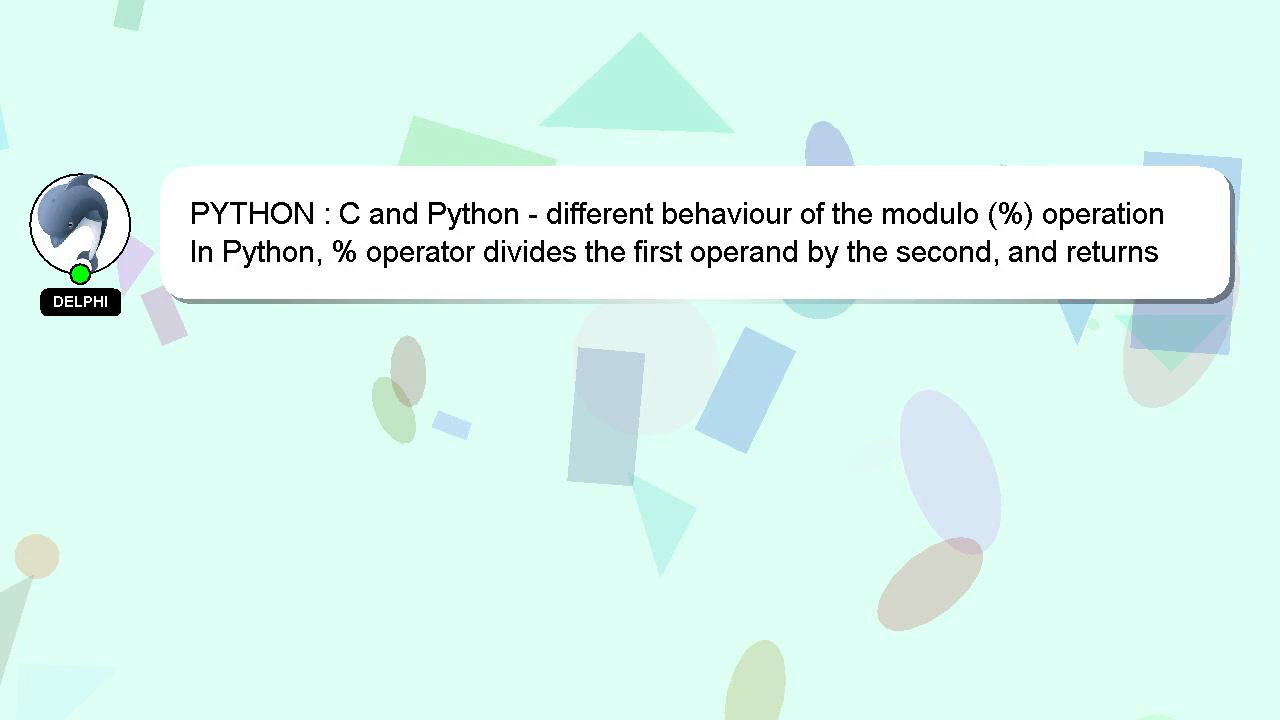 PYTHON : C and Python - different behaviour of the modulo (%) operation
In Python, % operator divides the first operand by the second, and returns
DELPHI